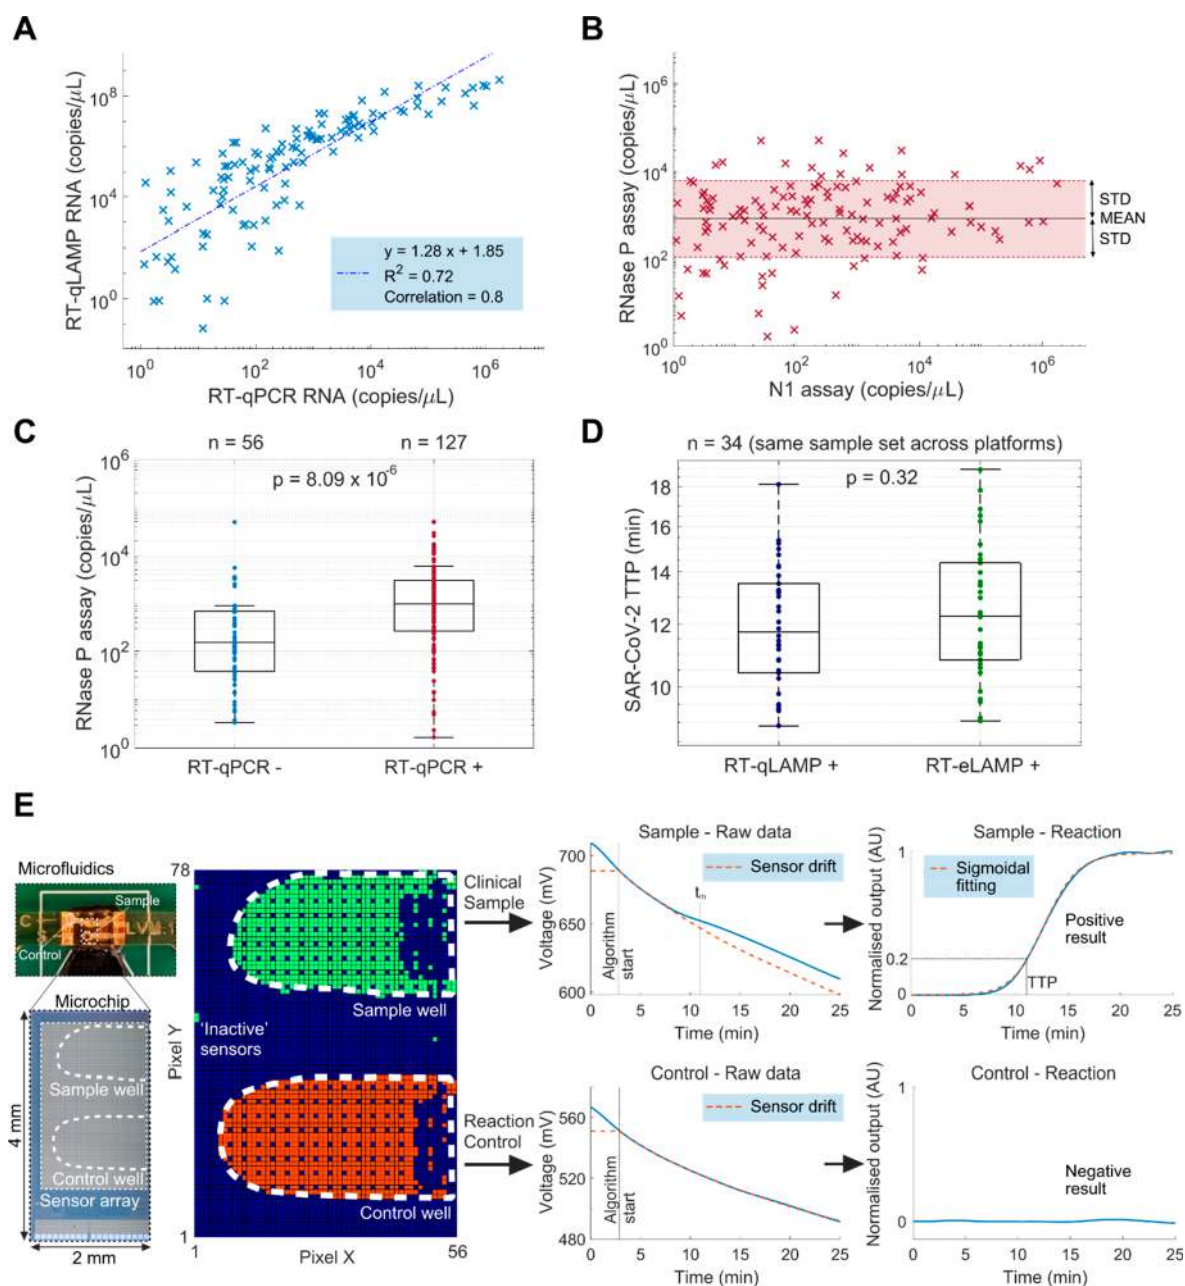 A
RT-qLAMP RNA (copies/μL)
10^8
10^4
10^0
y = 1.28 x + 1.85
R^2 = 0.72
Correlation = 0.8
10^0
10^2
10^4
10^6
RT-qPCR RNA (copies/μL)
B
RNase P assay (copies/μL)
10^6
10^4
10^2
10^0
STD
MEAN
STD
10^0
10^2
10^4
10^6
N1 assay (copies/μL)
C
n = 56
n = 127
p = 8.09 x 10^-6
RNase P assay (copies/μL)
10^6
10^4
10^2
10^0
RT-qPCR -
RT-qPCR +
D
n = 34 (same sample set across platforms)
p = 0.32
SAR-CoV-2 TTP (min)
18
16
14
12
10
RT-qLAMP +
RT-eLAMP +
E
Microfluidics
Sample
Control
Microchip
Sample well
Control well
Sensor array
4 mm
2 mm
78
Pixel Y
1
'Inactive'
sensors
Sample well
Control well
1
Pixel X
56
Clinical
Sample
Reaction
Control
Sample - Raw data
Sensor drift
t_m
Algorithm
start
Voltage (mV)
700
650
600
0
5
10
15
20
25
Time (min)
Sample - Reaction
Sigmoidal
fitting
Positive
result
TTP
Normalised output (AU)
1
0.2
0
0
5
10
15
20
25
Time (min)
Control - Raw data
Sensor drift
Algorithm
start
Voltage (mV)
560
520
480
0
5
10
15
20
25
Time (min)
Control - Reaction
Negative
result
Normalised output (AU)
1
0
0
5
10
15
20
25
Time (min)